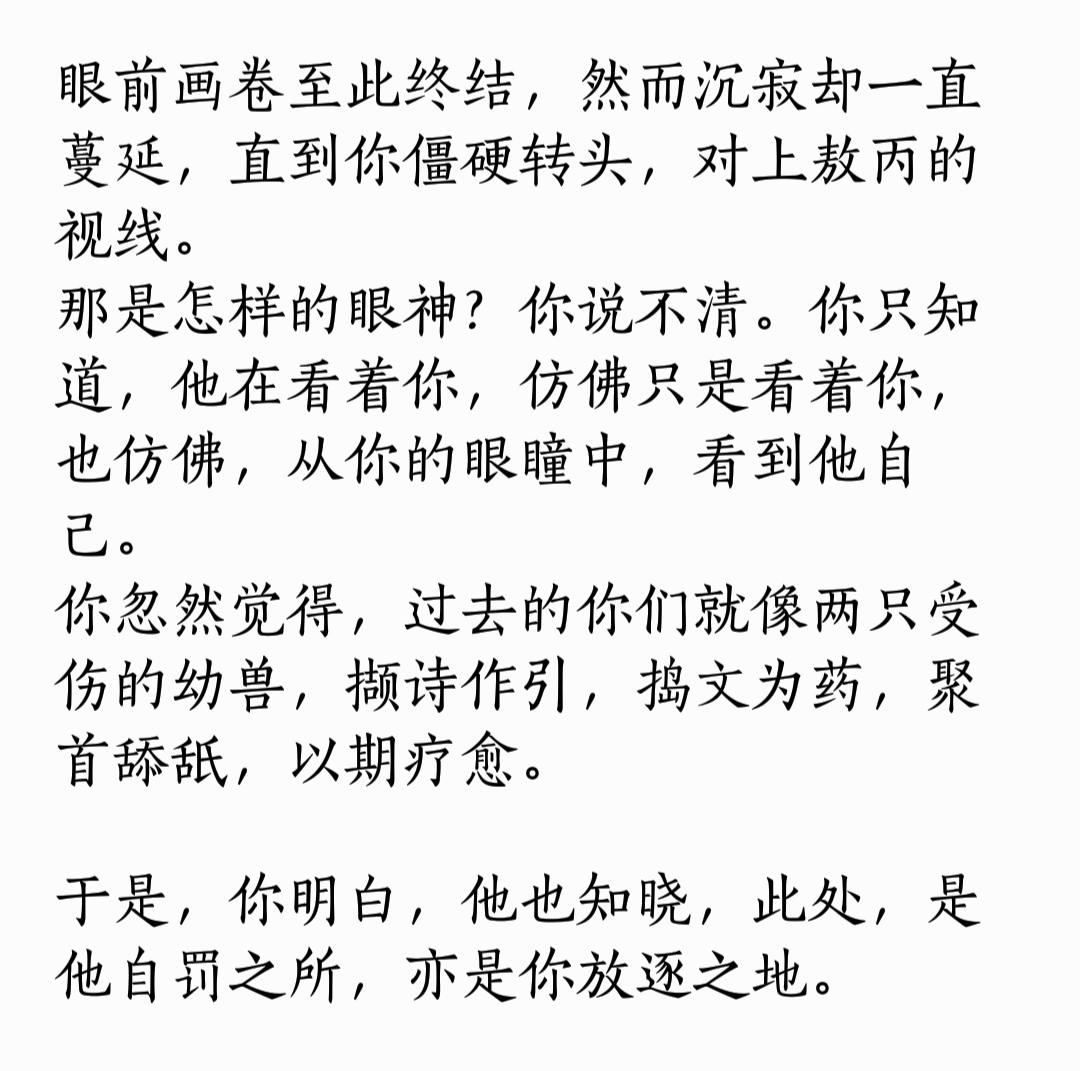 眼前画卷至此终结，然而沉寂却一直
蔓延，直到你僵硬转头，对上敖丙的
视线。
那是怎样的眼神？你说不清。你只知
道，他在看着你，仿佛只是看着你，
也仿佛，从你的眼瞳中，看到他自
己。
你忽然觉得，过去的你们就像两只受
伤的幼兽，撷诗作引，捣文为药，聚
首舔舐，以期疗愈。
于是，你明白，他也知晓，此处，是
他自罚之所，亦是你放逐之地。